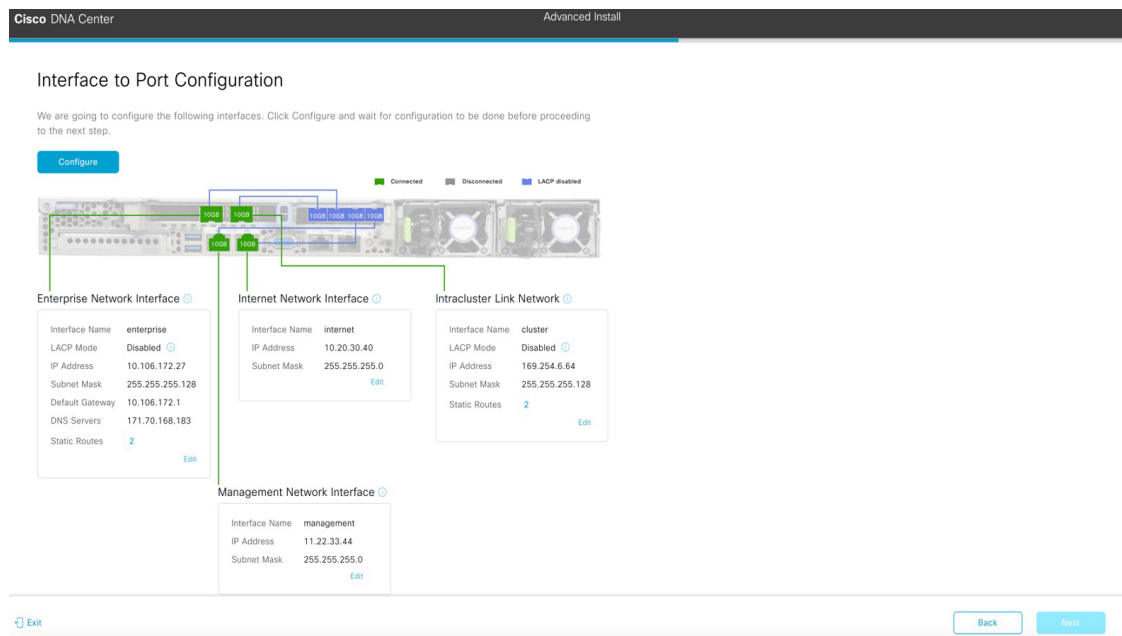 Cisco DNA Center
Advanced Install
Interface to Port Configuration
We are going to configure the following interfaces. Click Configure and wait for configuration to be done before proceeding
to the next step.
Configure
Connected
Disconnected
LACP disabled
10GB 10GB
10GB 10GB 10GB 10GB
10GB 10GB
Enterprise Network Interface
Interface Name enterprise
LACP Mode Disabled
IP Address 10.106.172.27
Subnet Mask 255.255.255.128
Default Gateway 10.106.172.1
DNS Servers 171.70.168.183
Static Routes 2
Edit
Internet Network Interface
Interface Name internet
IP Address 10.20.30.40
Subnet Mask 255.255.255.0
Edit
Intracluster Link Network
Interface Name cluster
LACP Mode Disabled
IP Address 169.254.6.64
Subnet Mask 255.255.255.128
Static Routes 2
Edit
Management Network Interface
Interface Name management
IP Address 11.22.33.44
Subnet Mask 255.255.255.0
Edit
Exit
Back
Next